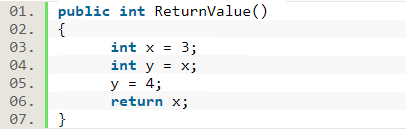 01. public int ReturnValue()
02. {
03. int x = 3;
04. int y = x;
05. y = 4;
06. return x;
07. }